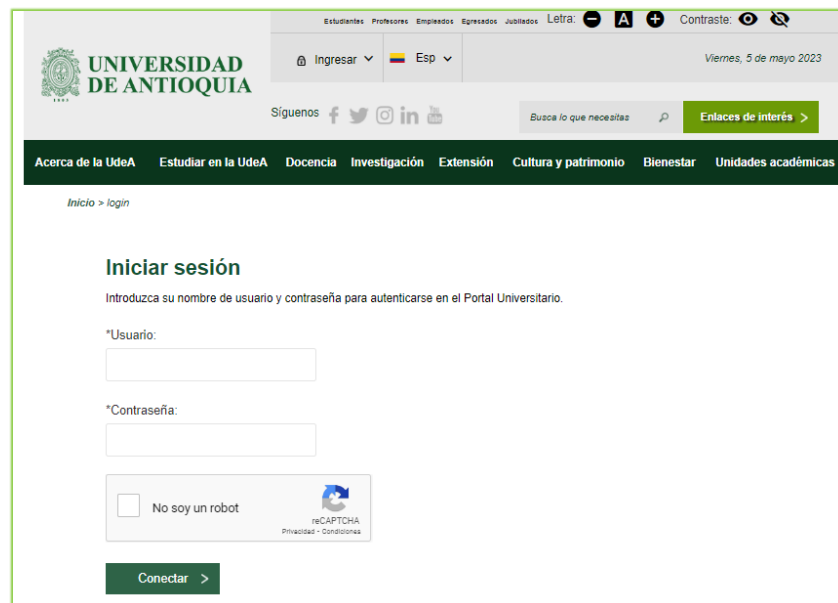 Estudiantes Profesores Empleados Egresados Jubilados Letra: A Contraste:
UNIVERSIDAD
DE ANTIOQUIA
1803
Ingresar Esp Viernes, 5 de mayo 2023
Síguenos You Tube Busca lo que necesitas Enlaces de interés >
Acerca de la UdeA Estudiar en la UdeA Docencia Investigación Extensión Cultura y patrimonio Bienestar Unidades académicas
Inicio > login
Iniciar sesión
Introduzca su nombre de usuario y contraseña para autenticarse en el Portal Universitario.
*Usuario:
*Contraseña:
No soy un robot
reCAPTCHA
Privacidad - Condiciones
Conectar >